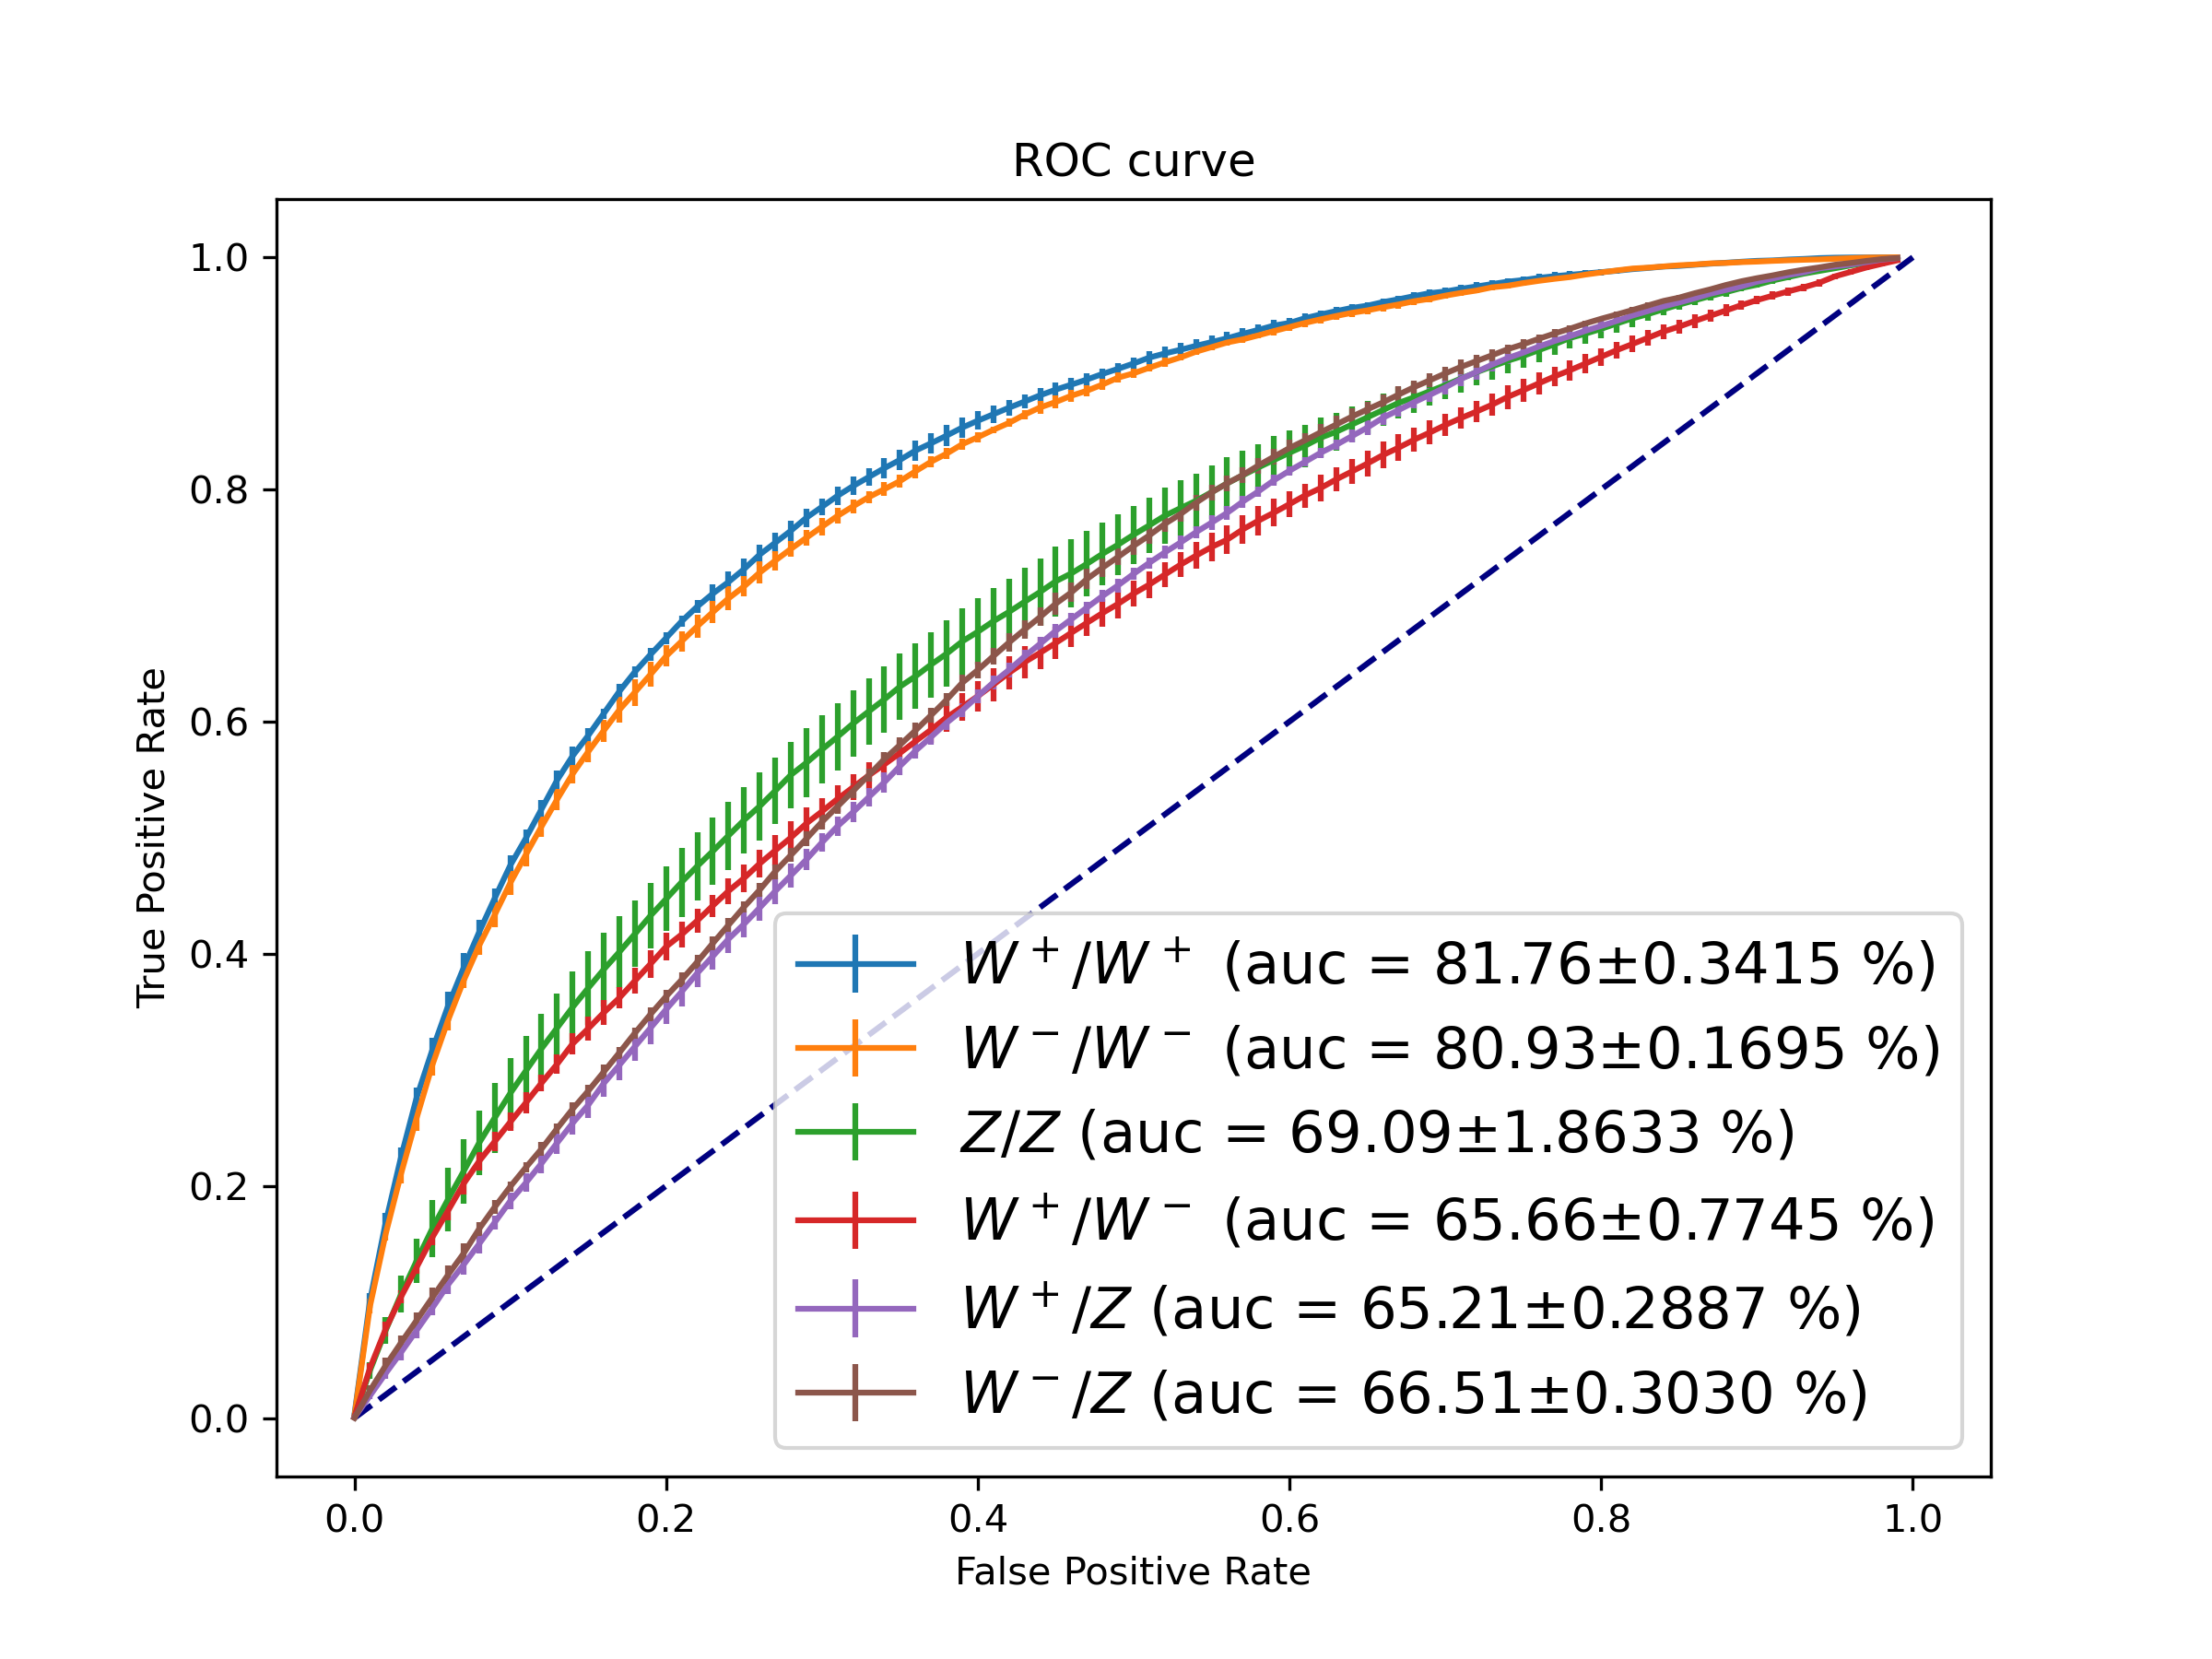 ROC curve
1.0
0.8
0.6
0.4
0.2
0.0
True Positive Rate
W⁺/W⁺ (auc = 81.76±0.3415 %)
W⁻/W⁻ (auc = 80.93±0.1695 %)
Z/Z (auc = 69.09±1.8633 %)
W⁺/W⁻ (auc = 65.66±0.7745 %)
W⁺/Z (auc = 65.21±0.2887 %)
W⁻/Z (auc = 66.51±0.3030 %)
0.0 0.2 0.4 0.6 0.8 1.0
False Positive Rate